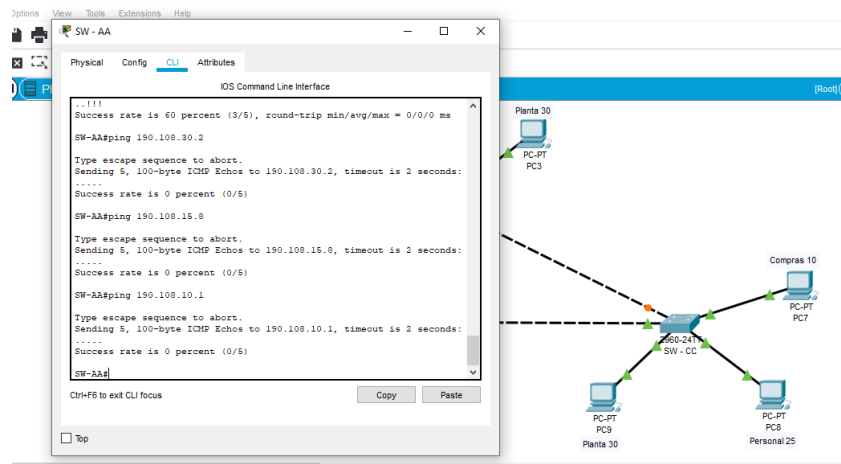 Options View Tools Extensions Help
SW - AA
Physical Config CLI Attributes
IOS Command Line Interface
..!!!
Success rate is 60 percent (3/5), round-trip min/avg/max = 0/0/0 ms
SW-AA#ping 190.108.30.2
Type escape sequence to abort.
Sending 5, 100-byte ICMP Echos to 190.108.30.2, timeout is 2 seconds:
.....
Success rate is 0 percent (0/5)
SW-AA#ping 190.108.15.8
Type escape sequence to abort.
Sending 5, 100-byte ICMP Echos to 190.108.15.8, timeout is 2 seconds:
.....
Success rate is 0 percent (0/5)
SW-AA#ping 190.108.10.1
Type escape sequence to abort.
Sending 5, 100-byte ICMP Echos to 190.108.10.1, timeout is 2 seconds:
.....
Success rate is 0 percent (0/5)
SW-AA#
Ctrl+F6 to exit CLI focus
Copy Paste
Top
[Root]
Planta 30
PC-PT
PC3
Compras 10
PC-PT
PC7
2960-24TT
SW - CC
PC-PT
PC9
Planta 30
PC-PT
PC8
Personal 25